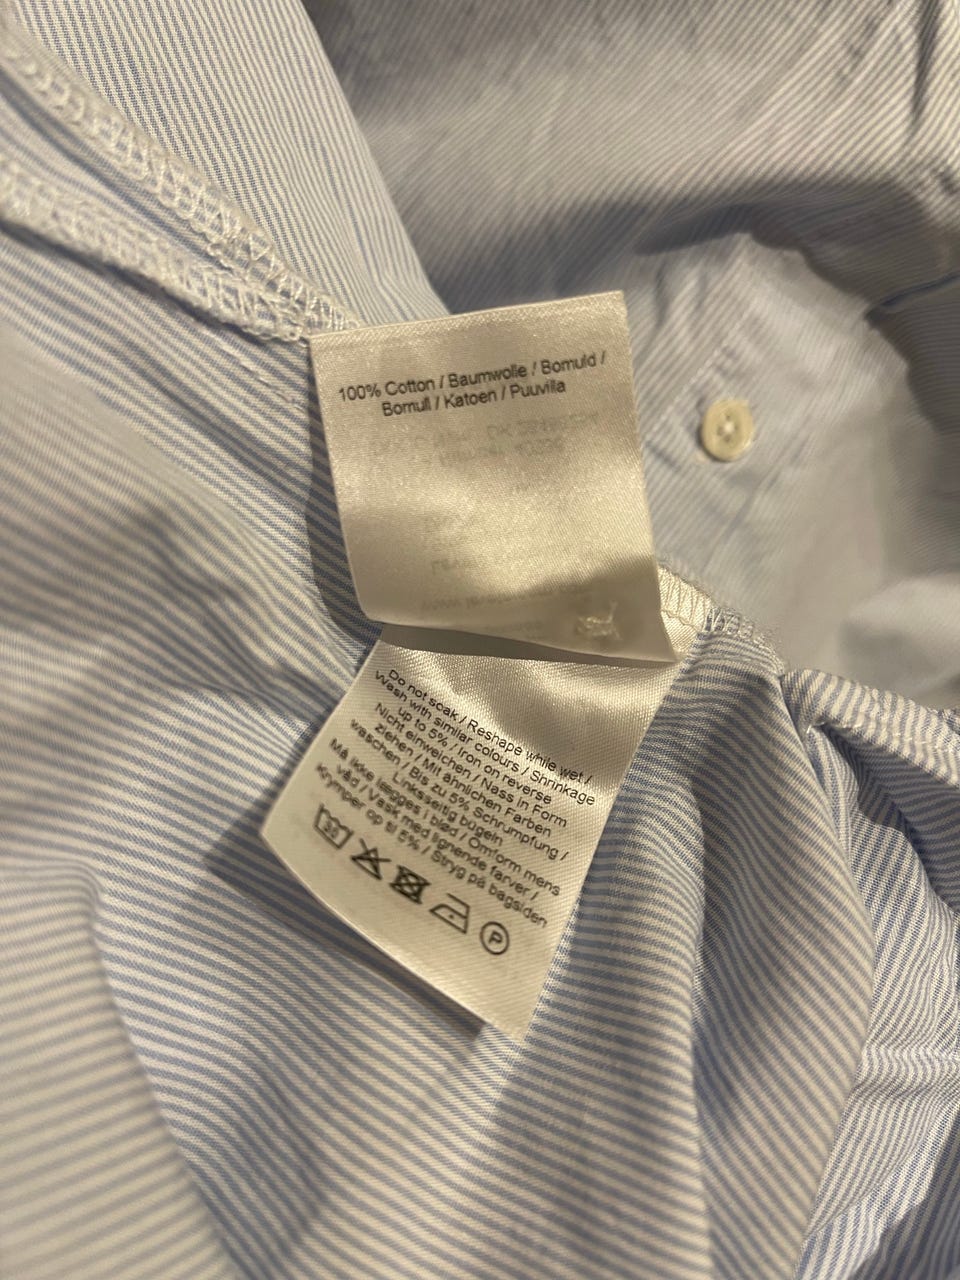 100% Cotton / Baumwolle / Bomuld /
Bomull / Katoen / Puuvilla
Do not soak / Reshape while wet /
Wash with similar colours / Shrinkage
up to 5% / Iron on reverse
Nicht einweichen / Nass in Form
ziehen / Mit ähnlichen Farben
waschen / Bis zu 5% Schrumpfung /
Linksseitig bügeln
Må ikke lægges i blød / Omform mens
våd / Vask med lignende farver /
Krymper op til 5% / Stryg på bagsiden
30
P